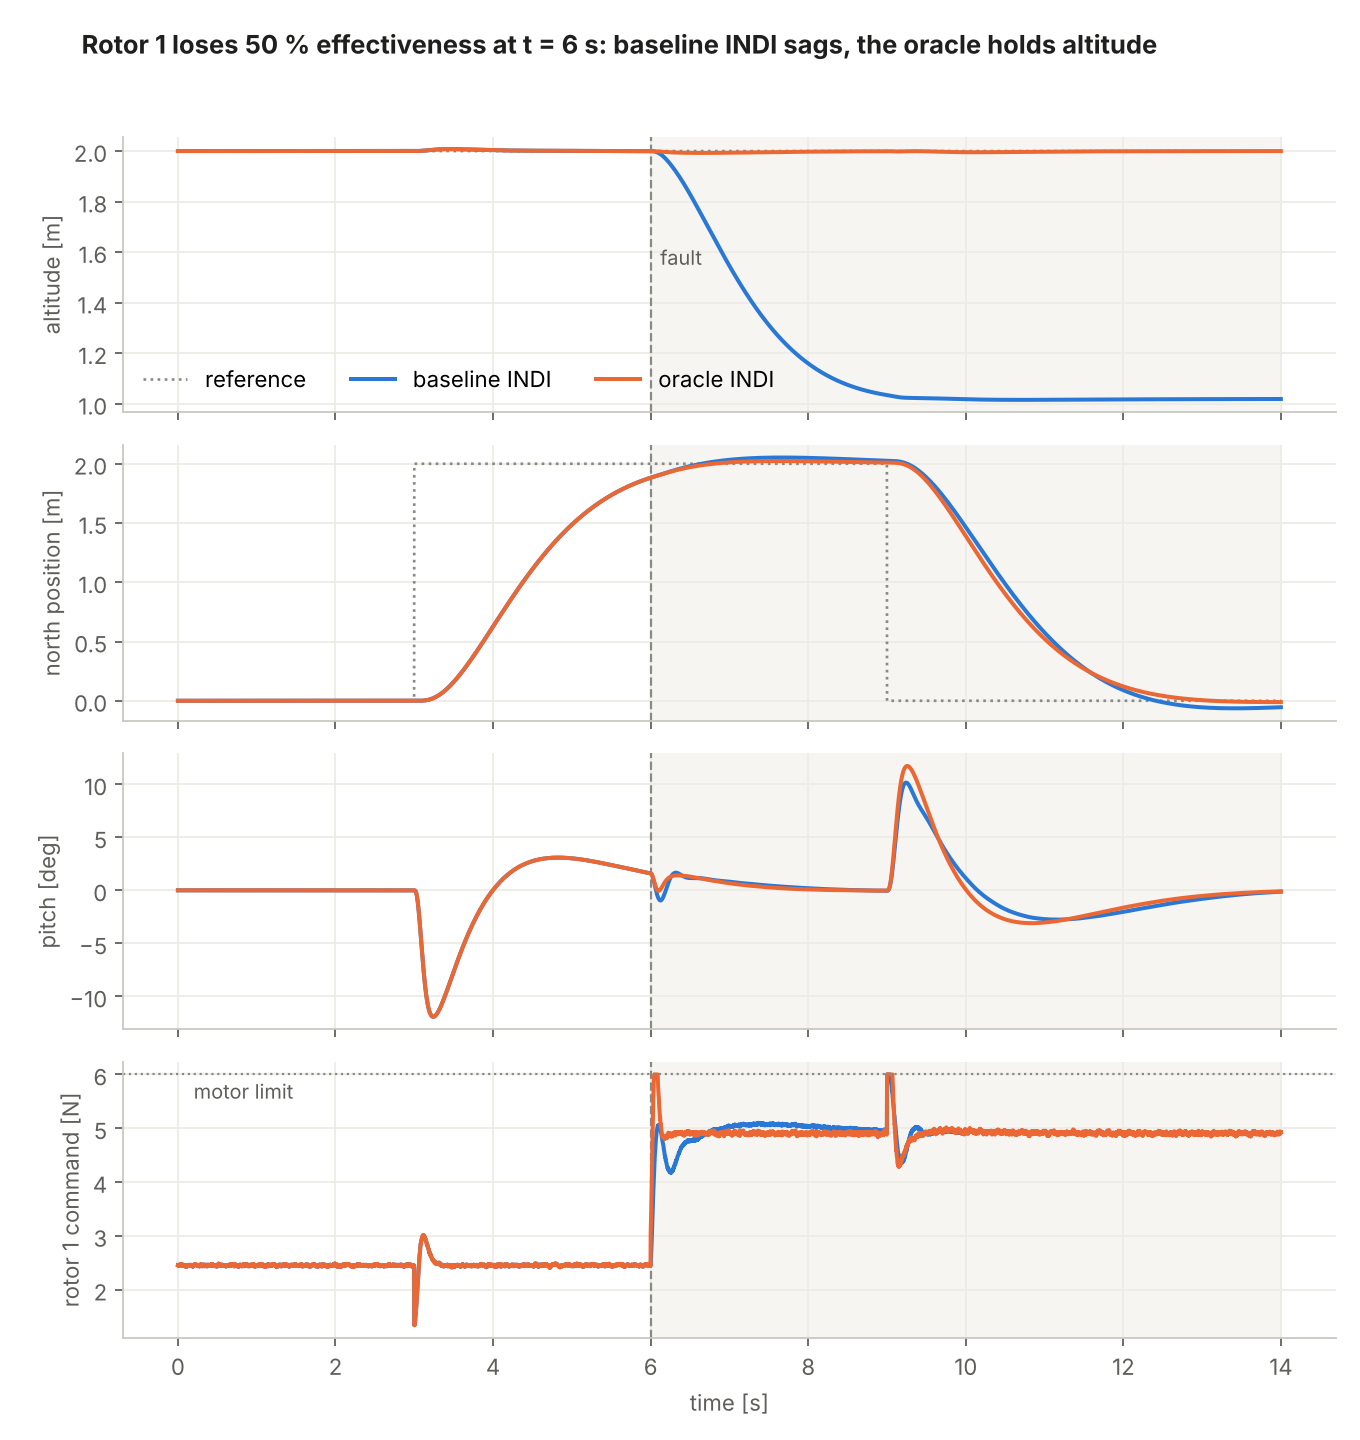 Rotor 1 loses 50 % effectiveness at t = 6 s: baseline INDI sags, the oracle holds altitude
altitude [m]
2.0
1.8
1.6
1.4
1.2
1.0
fault
reference
baseline INDI
oracle INDI
north position [m]
2.0
1.5
1.0
0.5
0.0
pitch [deg]
10
5
0
−5
−10
rotor 1 command [N]
6
5
4
3
2
motor limit
0 2 4 6 8 10 12 14
time [s]